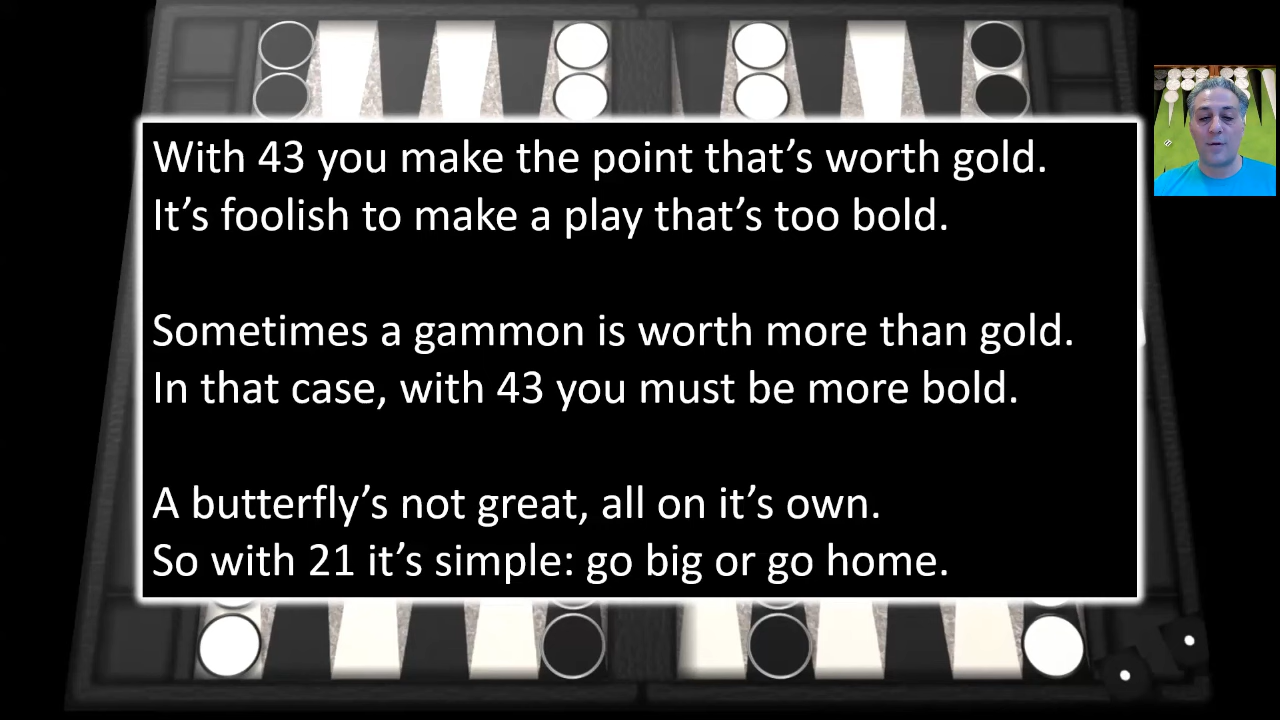 With 43 you make the point that's worth gold.
It's foolish to make a play that's too bold.
Sometimes a gammon is worth more than gold.
In that case, with 43 you must be more bold.
A butterfly's not great, all on it's own.
So with 21 it's simple: go big or go home.